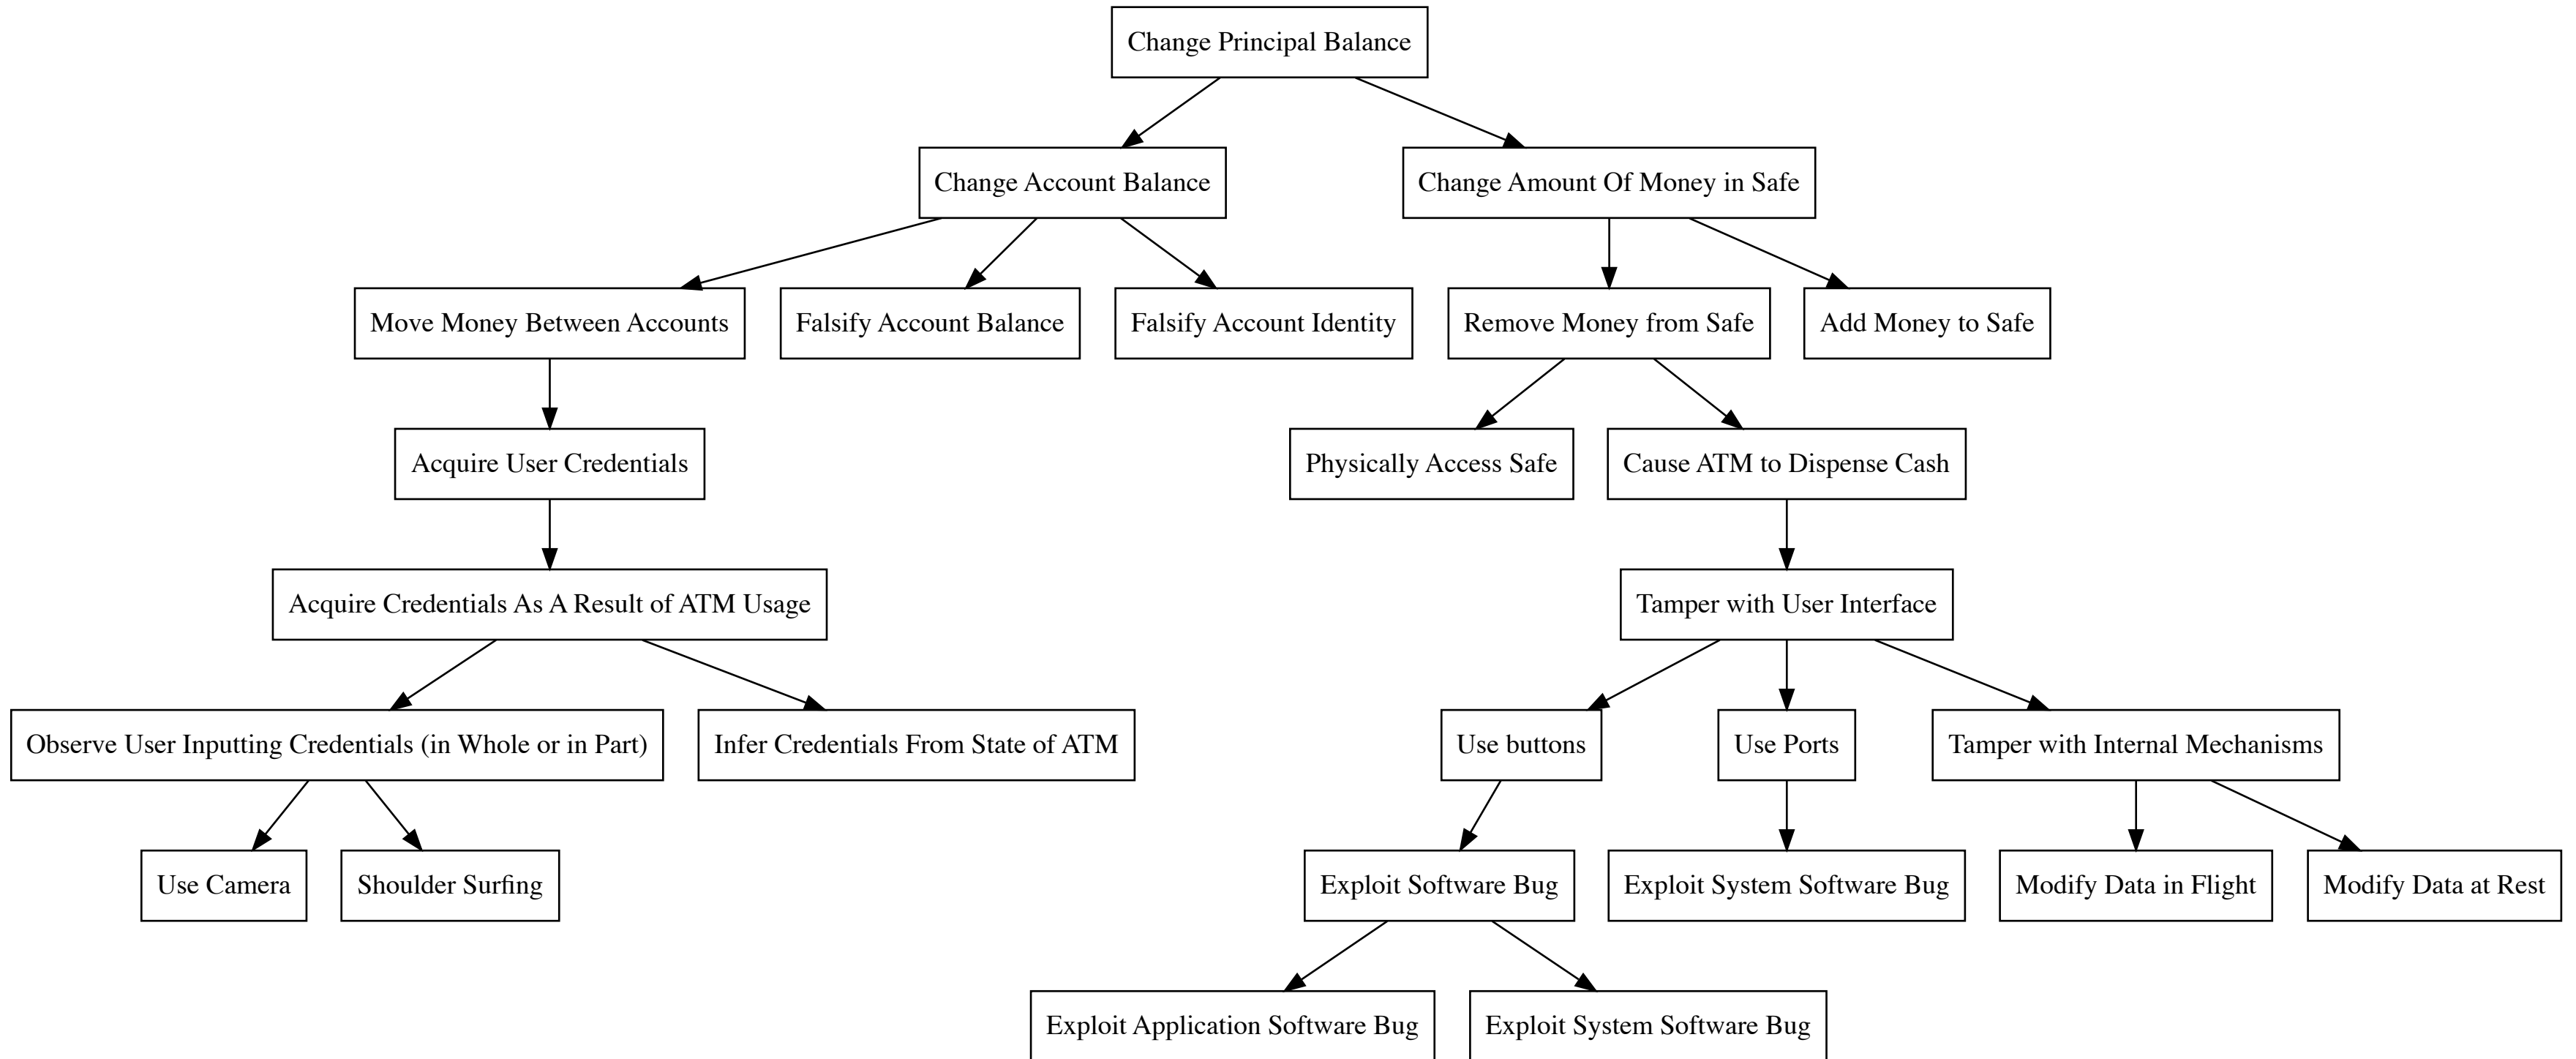 Change Principal Balance
Change Account Balance
Change Amount Of Money in Safe
Move Money Between Accounts
Falsify Account Balance
Falsify Account Identity
Remove Money from Safe
Add Money to Safe
Acquire User Credentials
Physically Access Safe
Cause ATM to Dispense Cash
Acquire Credentials As A Result of ATM Usage
Tamper with User Interface
Observe User Inputting Credentials (in Whole or in Part)
Infer Credentials From State of ATM
Use buttons
Use Ports
Tamper with Internal Mechanisms
Use Camera
Shoulder Surfing
Exploit Software Bug
Exploit System Software Bug
Modify Data in Flight
Modify Data at Rest
Exploit Application Software Bug
Exploit System Software Bug